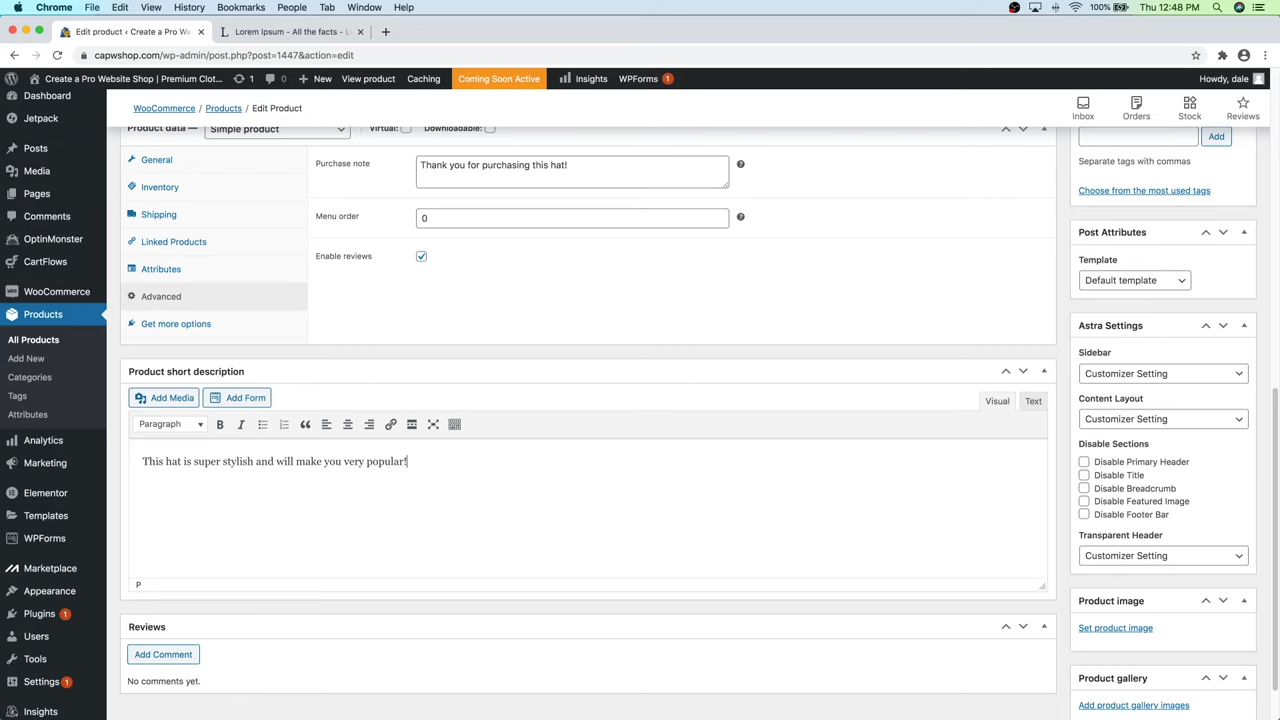 Chrome File Edit View History Bookmarks People Tab Window Help
100% Thu 12:48 PM
Edit product ‹ Create a Pro We
Lorem Ipsum - All the facts - Li
capwshop.com/wp-admin/post.php?post=1447&action=edit
Create a Pro Website Shop | Premium Clot... 1 0 New View product Caching Coming Soon Active Insights WPForms 1 Howdy, dale
WooCommerce / Products / Edit Product
Inbox Orders Stock Reviews
Dashboard
Jetpack
Posts
Media
Pages
Comments
OptinMonster
CartFlows
WooCommerce
Products
All Products
Add New
Categories
Tags
Attributes
Analytics
Marketing
Elementor
Templates
WPForms
Marketplace
Appearance
Plugins 1
Users
Tools
Settings 1
Insights
Product data — Simple product Virtual: Downloadable:
General
Inventory
Shipping
Linked Products
Attributes
Advanced
Get more options
Purchase note Thank you for purchasing this hat!
Menu order 0
Enable reviews
Product short description
Add Media Add Form
Visual Text
Paragraph B I
This hat is super stylish and will make you very popular!
P
Reviews
Add Comment
No comments yet.
Add
Separate tags with commas
Choose from the most used tags
Post Attributes
Template
Default template
Astra Settings
Sidebar
Customizer Setting
Content Layout
Customizer Setting
Disable Sections
Disable Primary Header
Disable Title
Disable Breadcrumb
Disable Featured Image
Disable Footer Bar
Transparent Header
Customizer Setting
Product image
Set product image
Product gallery
Add product gallery images